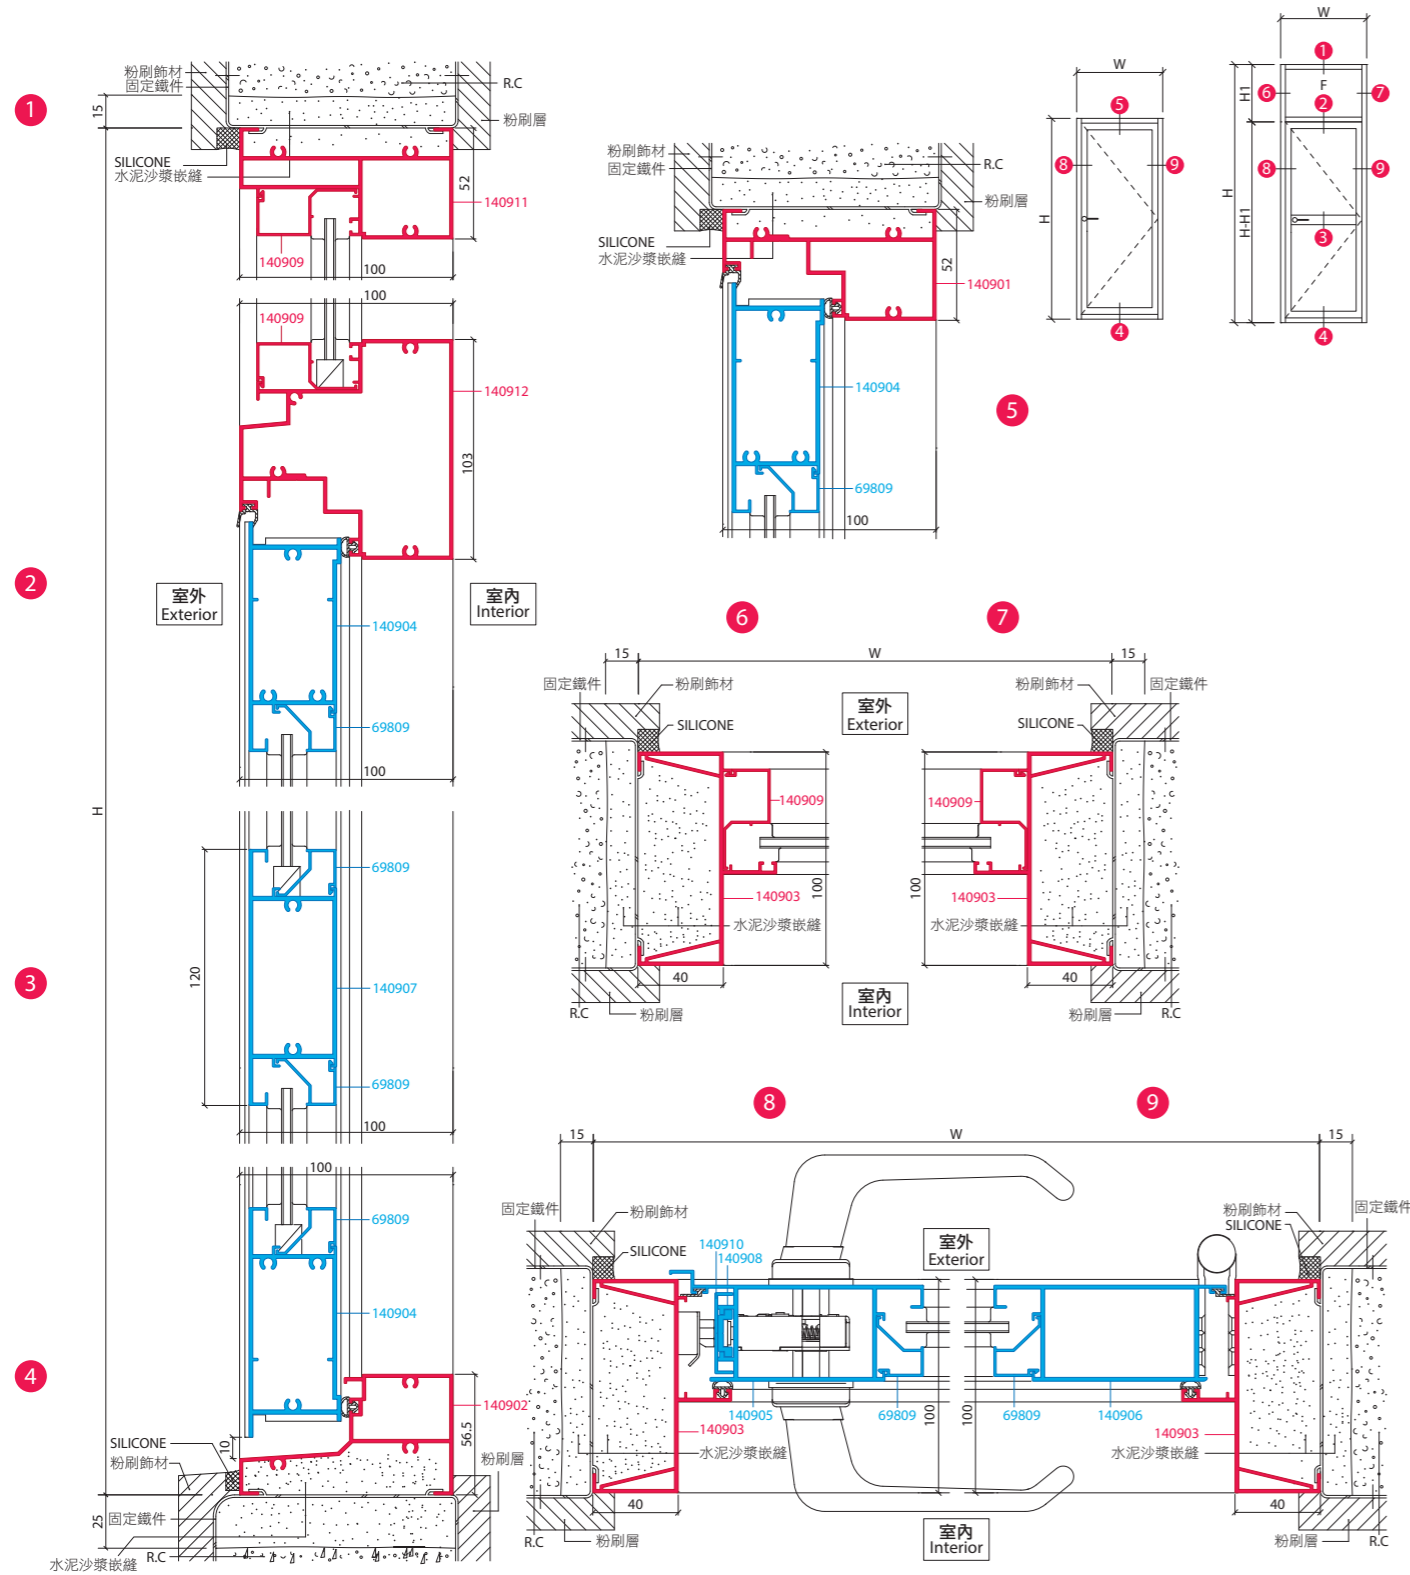 1
粉刷飾材
固定鐵件
R.C
15
粉刷層
SILICONE
水泥沙漿嵌縫
52
140911
140909
100
100
140909
140912
103
2
室外
Exterior
室內
Interior
140904
69809
100
H
3
120
69809
140907
69809
100
100
69809
140904
4
140902
56.5
10
SILICONE
粉刷飾材
粉刷層
固定鐵件
25
水泥沙漿嵌縫
R.C
粉刷飾材
固定鐵件
R.C
粉刷層
SILICONE
水泥沙漿嵌縫
52
140901
140904
5
69809
100
W
5
8
9
H
4
W
1
6
F
7
2
H1
8
9
H
H-H1
3
4
6
7
15
W
15
固定鐵件
粉刷飾材
粉刷飾材
固定鐵件
室外
Exterior
SILICONE
SILICONE
140909
140909
100
100
140903
140903
水泥沙漿嵌縫
水泥沙漿嵌縫
40
40
室內
Interior
R.C
粉刷層
粉刷層
R.C
8
9
15
W
15
固定鐵件
粉刷飾材
粉刷飾材
固定鐵件
SILICONE
SILICONE
室外
Exterior
140910
140908
140905
69809
100
100
69809
140906
140903
140903
水泥沙漿嵌縫
水泥沙漿嵌縫
40
40
室內
Interior
R.C
粉刷層
粉刷層
R.C